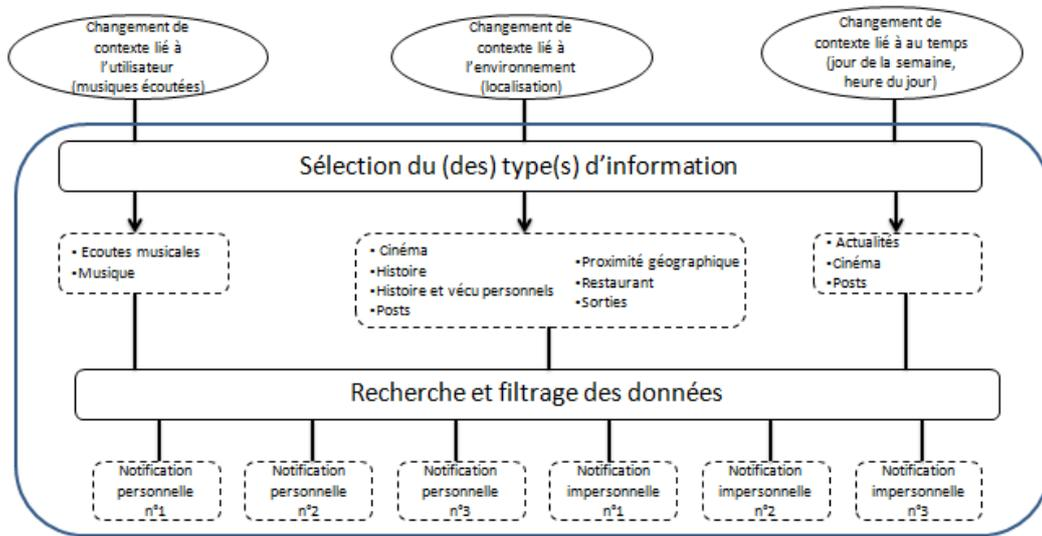 Changement de
contexte lié à
l'utilisateur
(musiques écoutées)
Changement de
contexte lié à
l'environnement
(localisation)
Changement de
contexte lié à au temps
(jour de la semaine,
heure du jour)
Sélection du (des) type(s) d'information
• Ecoutes musicales
•Musique
• Cinéma
•Histoire
•Histoire et vécu personnels
•Posts
•Proximité géographique
•Restaurant
•Sorties
• Actualités
•Cinéma
•Posts
Recherche et filtrage des données
Notification
personnelle
n°1
Notification
personnelle
n°2
Notification
personnelle
n°3
Notification
impersonnelle
n°1
Notification
impersonnelle
n°2
Notification
impersonnelle
n°3